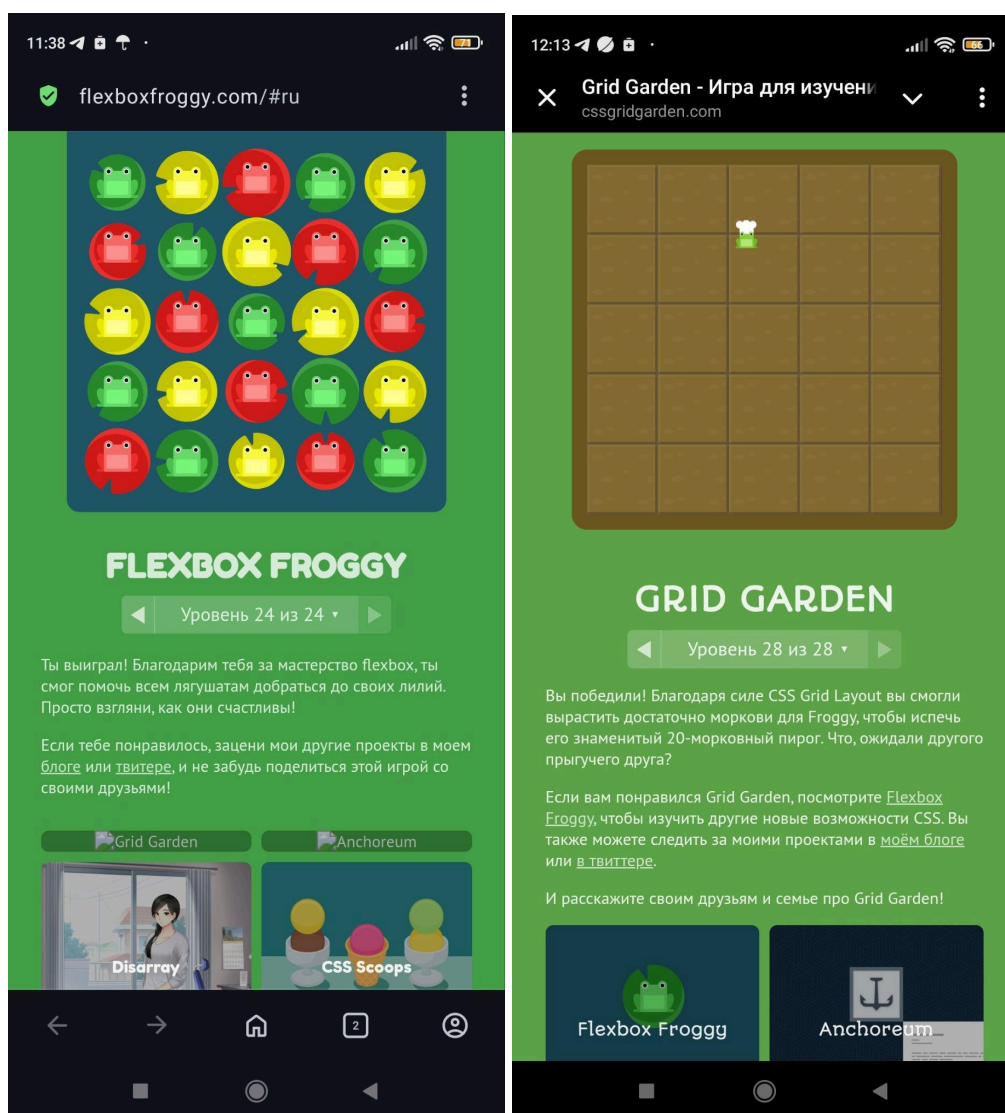 11:38
71
flexboxfroggy.com/#ru
2
FLEXBOX FROGGY
Уровень 24 из 24 ▾
Ты выиграл! Благодарим тебя за мастерство flexbox, ты
смог помочь всем лягушатам добраться до своих лилий.
Просто взгляни, как они счастливы!
Если тебе понравилось, зацени мои другие проекты в моем
блоге или твитере, и не забудь поделиться этой игрой со
своими друзьями!
Grid Garden
Anchoreum
Disarray
CSS Scoops
12:13
66
Grid Garden - Игра для изучени
cssgridgarden.com
GRID GARDEN
Уровень 28 из 28 ▾
Вы победили! Благодаря силе CSS Grid Layout вы смогли
вырастить достаточно моркови для Froggy, чтобы испечь
его знаменитый 20-морковный пирог. Что, ожидали другого
прыгучего друга?
Если вам понравился Grid Garden, посмотрите Flexbox
Froggy, чтобы изучить другие новые возможности CSS. Вы
также можете следить за моими проектами в моём блоге
или в твиттере.
И расскажите своим друзьям и семье про Grid Garden!
Flexbox Froggy
Anchoreum